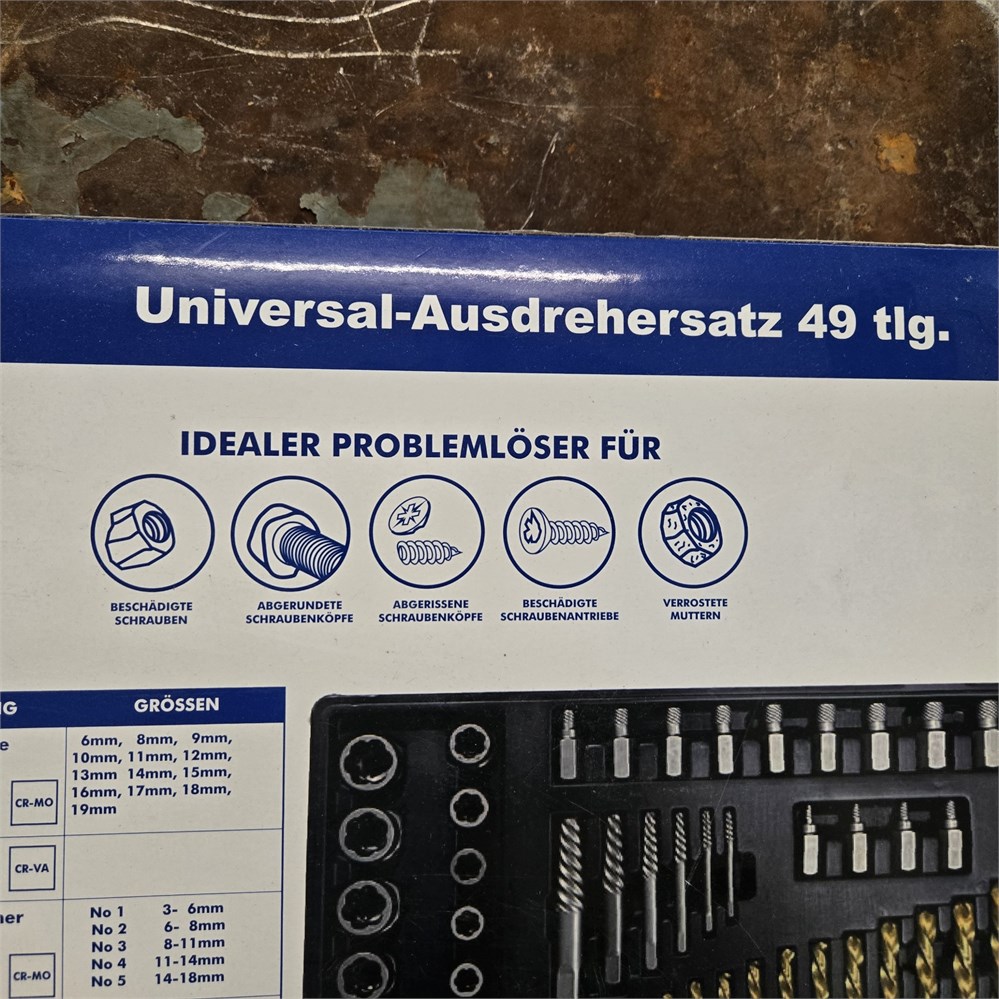 Universal-Ausdrehersatz 49 tlg.
IDEALER PROBLEMLÖSER FÜR
BESCHÄDIGTE
SCHRAUBEN
ABGERUNDETE
SCHRAUBENKÖPFE
ABGERISSENE
SCHRAUBENKÖPFE
BESCHÄDIGTE
SCHRAUBENANTRIEBE
VERROSTETE
MUTTERN
GRÖSSEN
6mm, 8mm, 9mm,
10mm, 11mm, 12mm,
13mm 14mm, 15mm,
16mm, 17mm, 18mm,
19mm
CR-MO
CR-VA
No 1 3- 6mm
No 2 6- 8mm
No 3 8-11mm
No 4 11-14mm
No 5 14-18mm
CR-MO